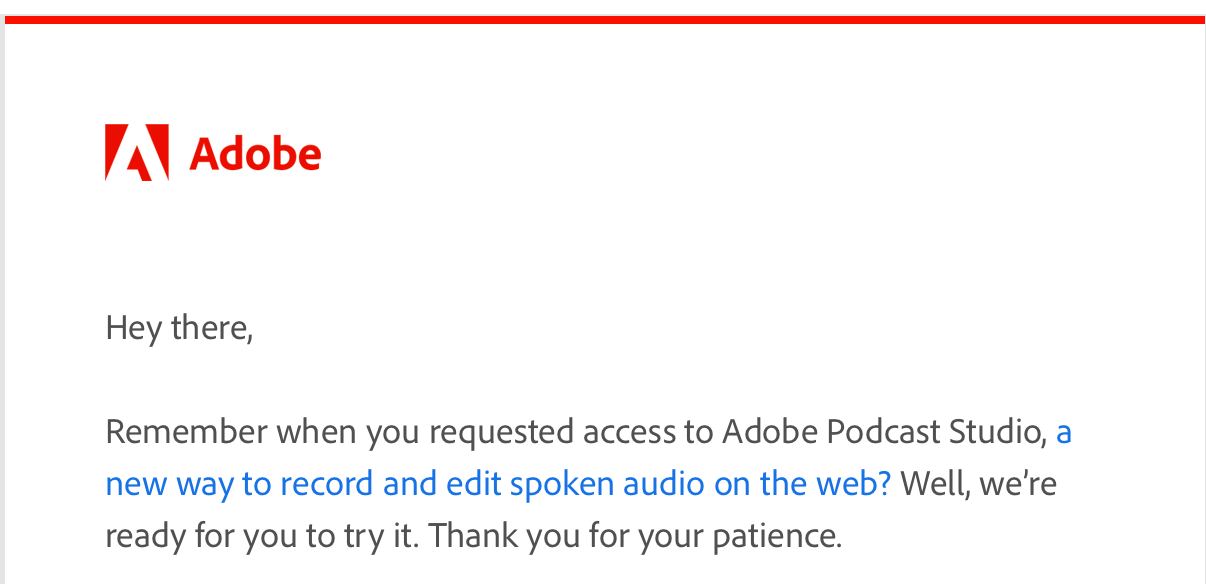 Adobe
Hey there,
Remember when you requested access to Adobe Podcast Studio, a
new way to record and edit spoken audio on the web? Well, we’re
ready for you to try it. Thank you for your patience.